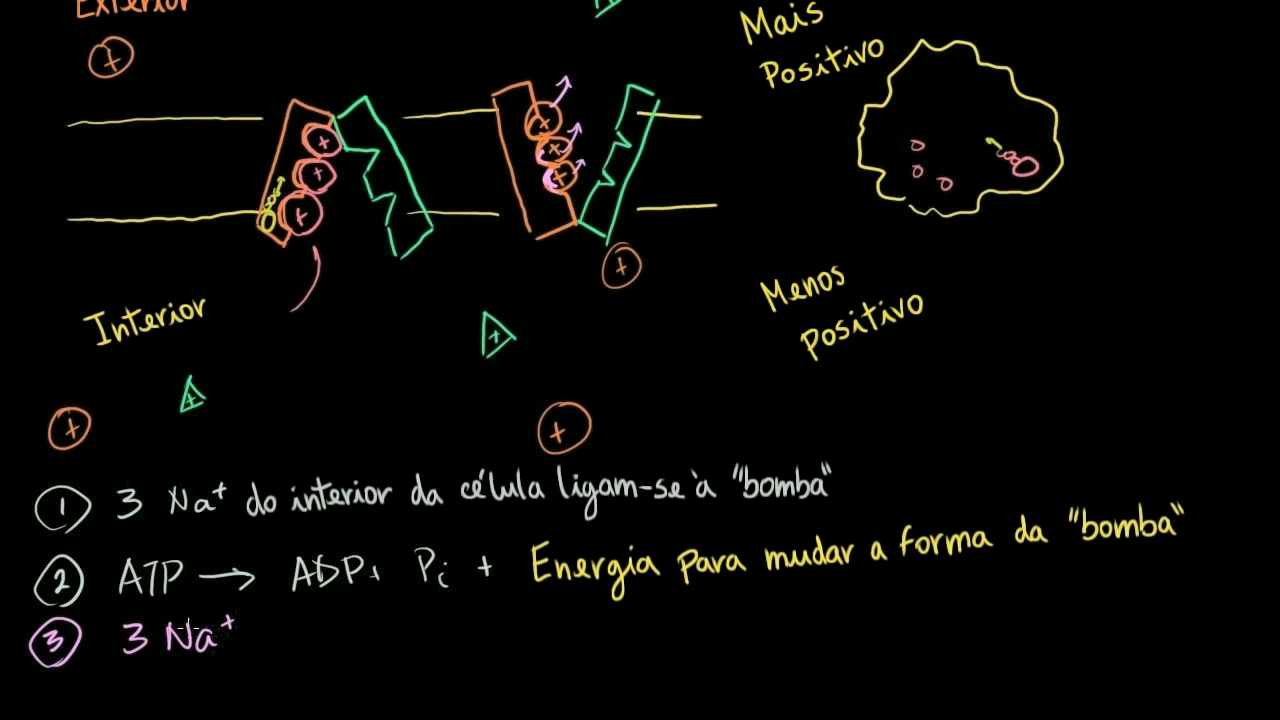 Exterior
Mais
Positivo
+
+ + +
+ + +
+
Interior
Menos
positivo
+
+
+
+
1 3 Na⁺ do interior da célula ligam-se à "bomba"
2 ATP → ADP+ Pi + Energia para mudar a forma da "bomba"
3 3 Na⁺